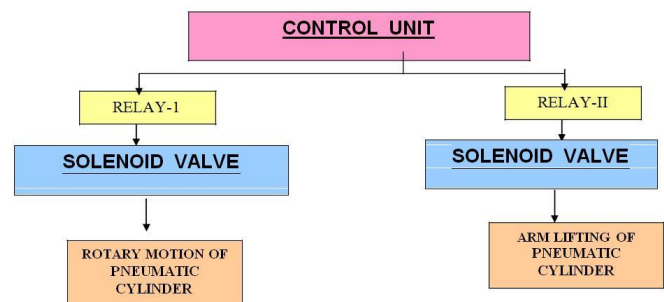 CONTROL UNIT
RELAY-1
RELAY-II
SOLENOID VALVE
SOLENOID VALVE
ROTARY MOTION OF
PNEUMATIC
CYLINDER
ARM LIFTING OF
PNEUMATIC
CYLINDER